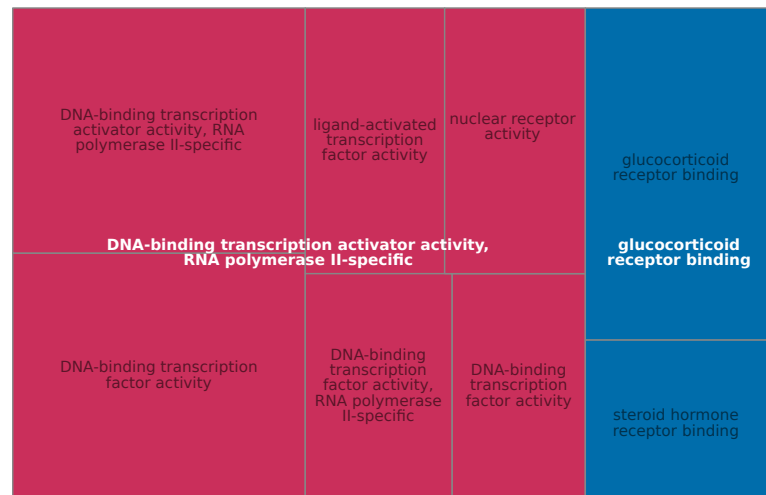 DNA-binding transcription
activator activity, RNA
polymerase II-specific
ligand-activated
transcription
factor activity
nuclear receptor
activity
glucocorticoid
receptor binding
DNA-binding transcription activator activity,
RNA polymerase II-specific
glucocorticoid
receptor binding
DNA-binding transcription
factor activity
DNA-binding
transcription
factor activity,
RNA polymerase
II-specific
DNA-binding
transcription
factor activity
steroid hormone
receptor binding